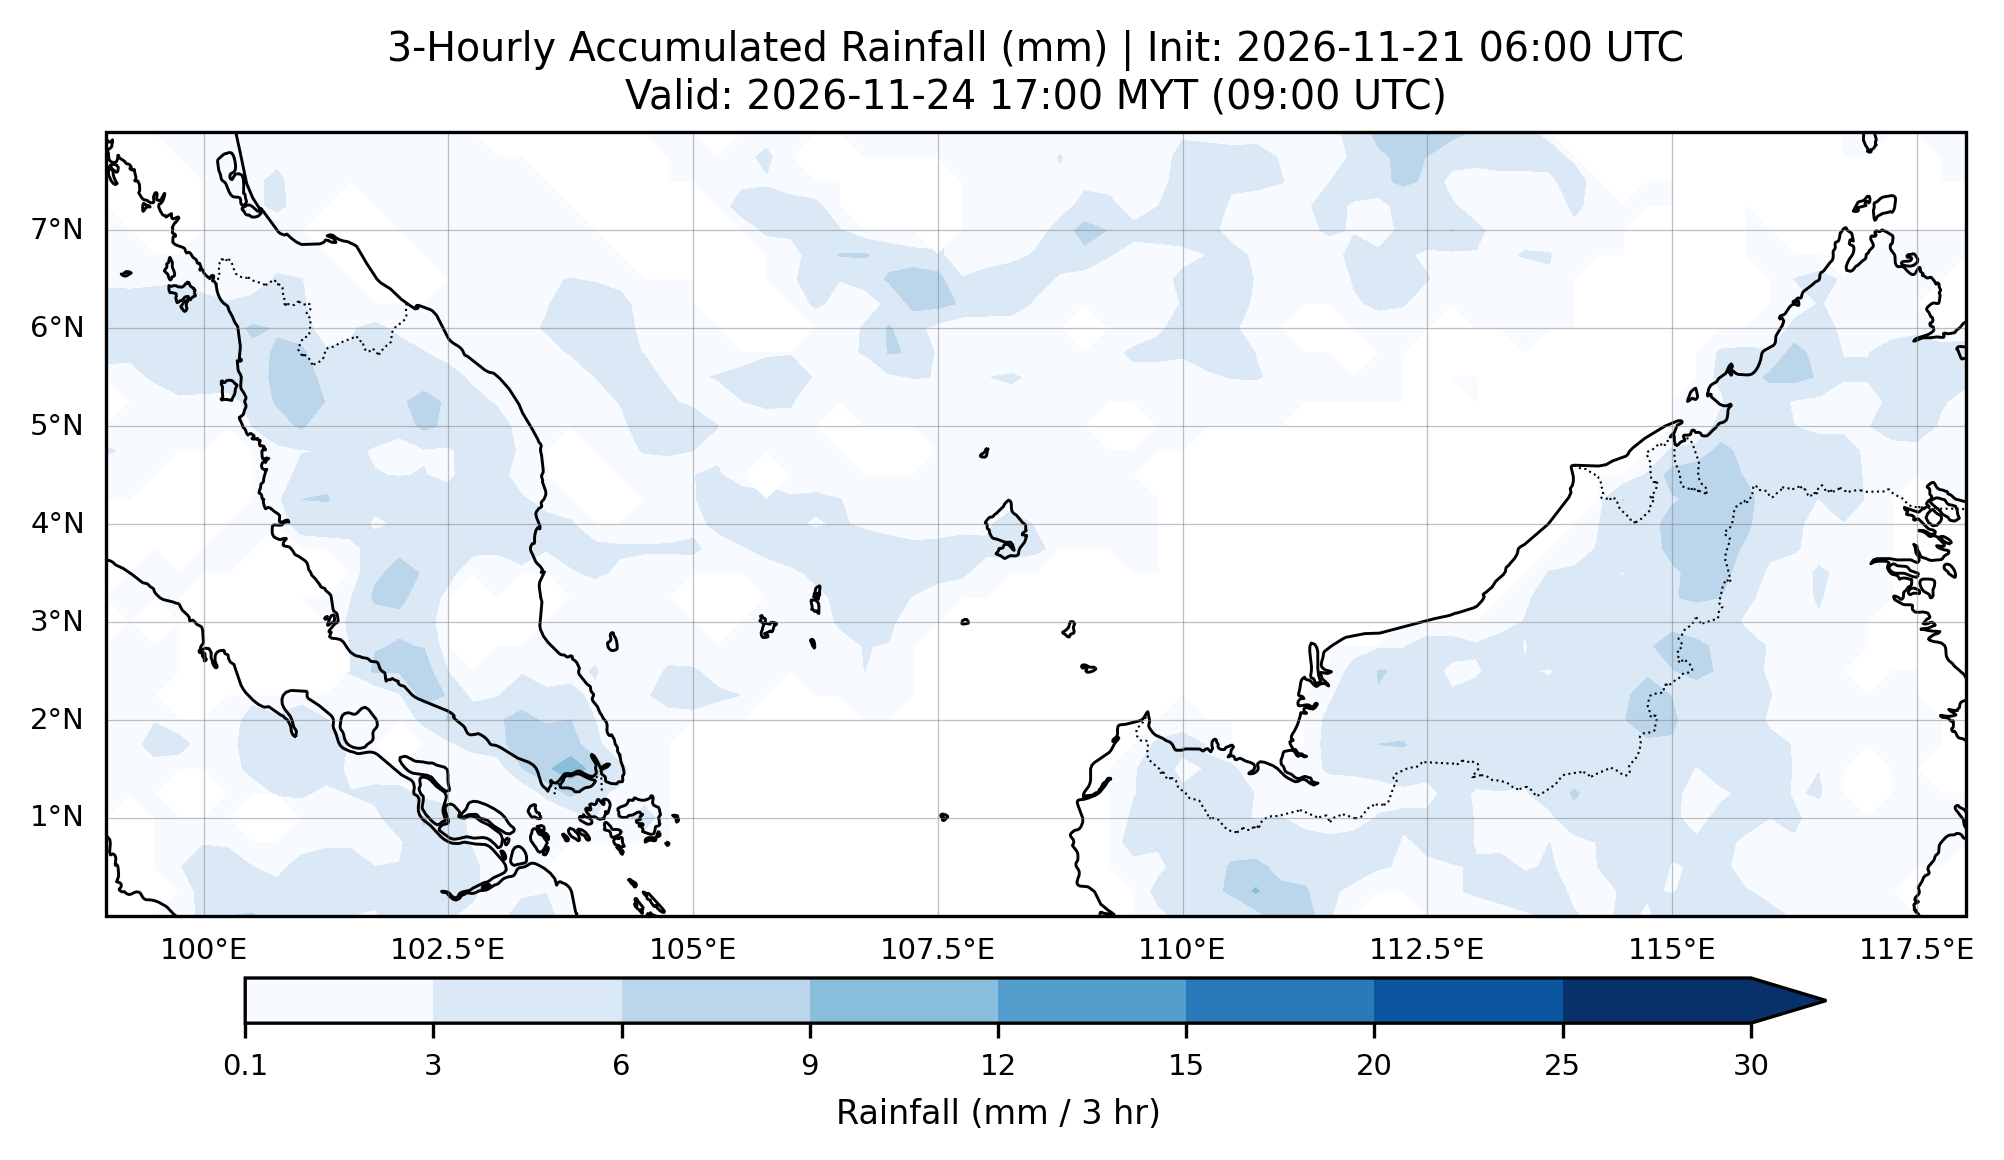 3-Hourly Accumulated Rainfall (mm) | Init: 2026-11-21 06:00 UTC
Valid: 2026-11-24 17:00 MYT (09:00 UTC)
7°N
6°N
5°N
4°N
3°N
2°N
1°N
100°E 102.5°E 105°E 107.5°E 110°E 112.5°E 115°E 117.5°E
0.1 3 6 9 12 15 20 25 30
Rainfall (mm / 3 hr)